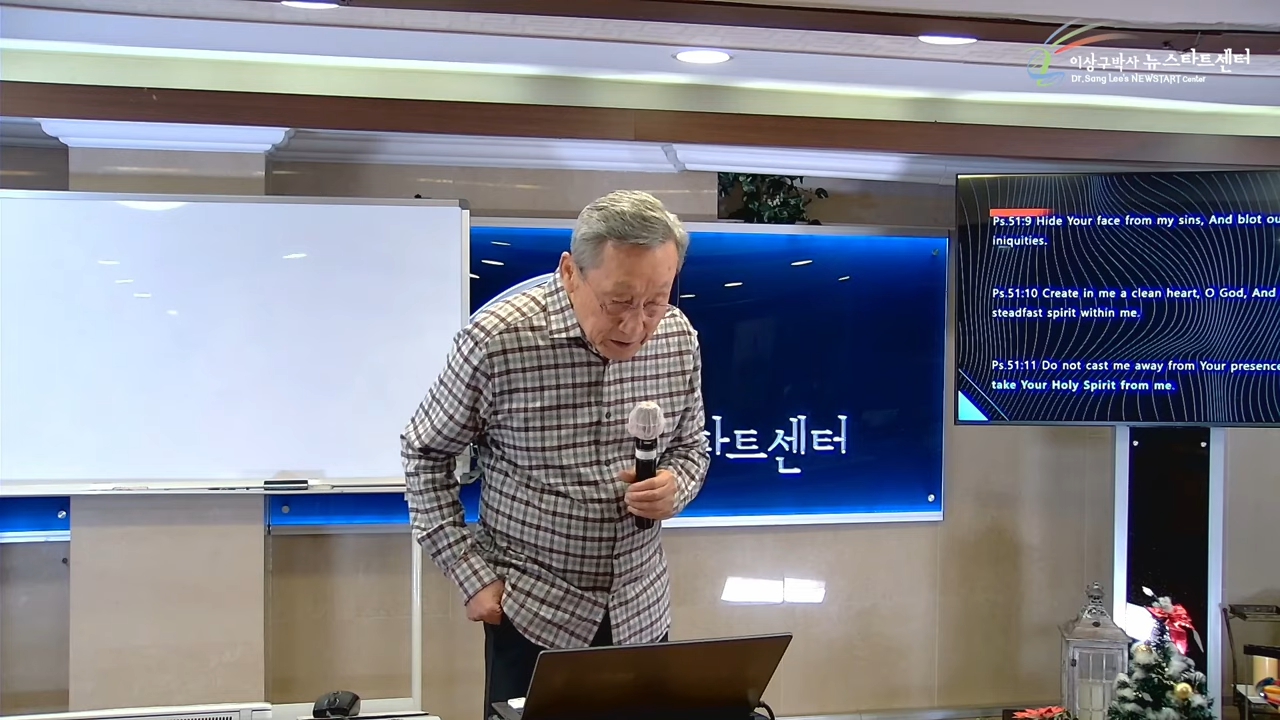 이상구박사 뉴스타트센터
Dr. Sang Lee's NEWSTART Center
Ps.51:9 Hide Your face from my sins, And blot
iniquities.
Ps.51:10 Create in me a clean heart, O God, And
steadfast spirit within me.
Ps.51:11 Do not cast me away from Your presence
take Your Holy Spirit from me.
타트센터